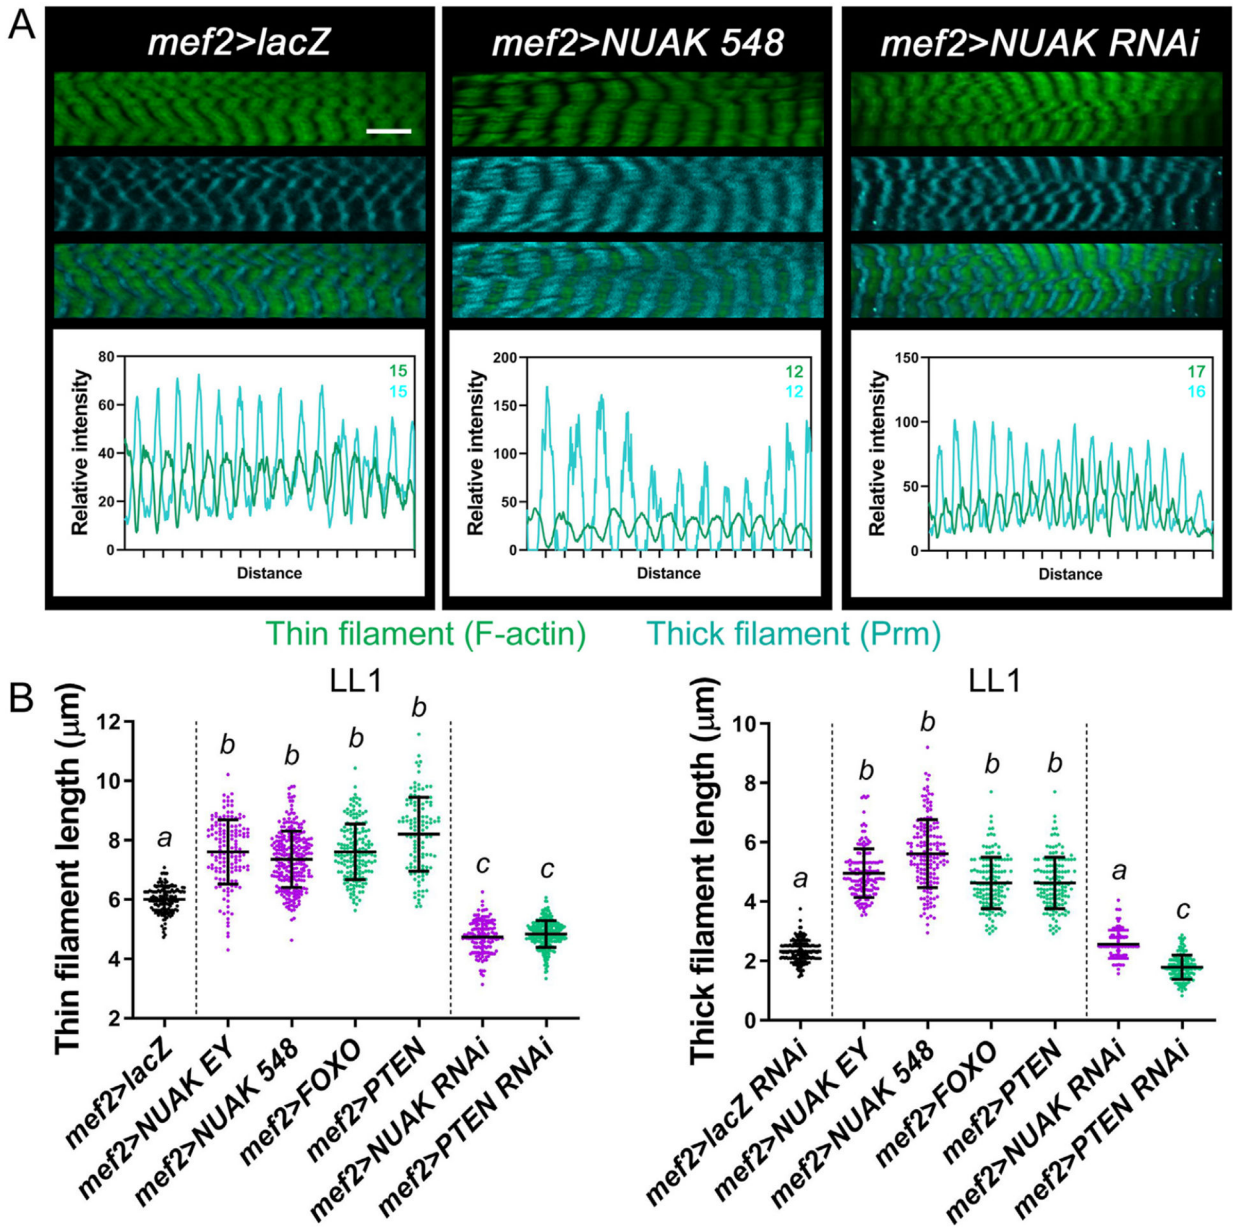 A
mef2>lacZ
mef2>NUAK 548
mef2>NUAK RNAi
80
60
40
20
0
Relative intensity
15
15
Distance
200
150
100
50
0
Relative intensity
12
12
Distance
150
100
50
0
Relative intensity
17
16
Distance
Thin filament (F-actin)
Thick filament (Prm)
B
LL1
Thin filament length (μm)
12
10
8
6
4
2
a
b
b
b
b
c
c
mef2>lacZ
mef2>NUAK EY
mef2>NUAK 548
mef2>FOXO
mef2>PTEN
mef2>NUAK RNAi
mef2>PTEN RNAi
LL1
Thick filament length (μm)
10
8
6
4
2
0
a
b
b
b
b
a
c
mef2>lacZ RNAi
mef2>NUAK EY
mef2>NUAK 548
mef2>FOXO
mef2>PTEN
mef2>NUAK RNAi
mef2>PTEN RNAi